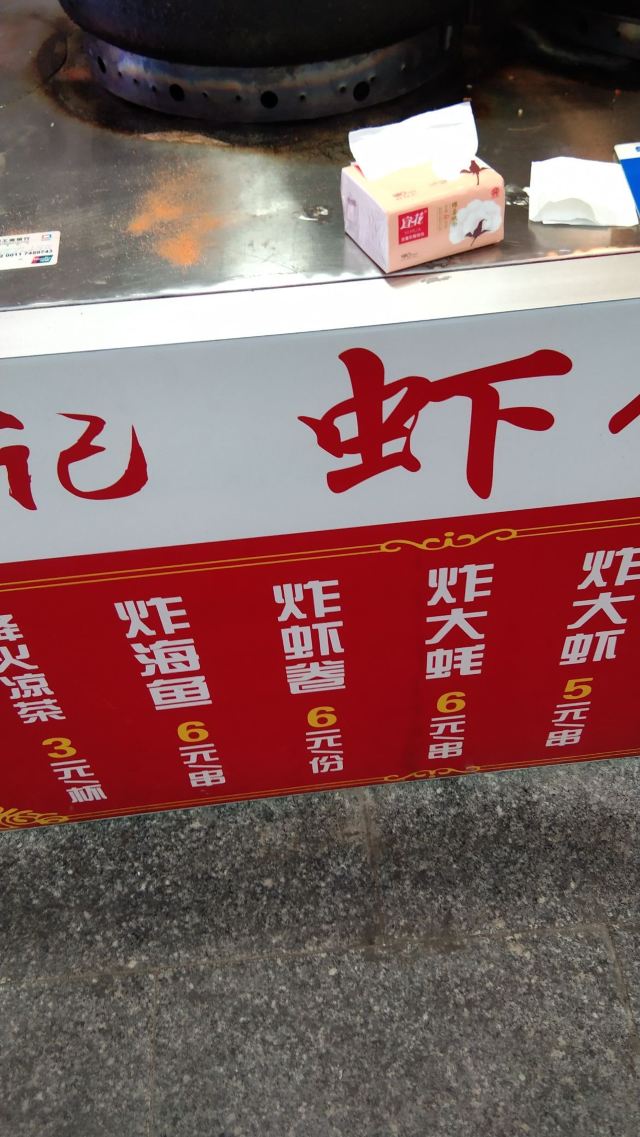 记 虾
降火凉茶
3元/杯
炸海鱼
6元/串
炸虾卷
6元/份
炸大蚝
6元/串
炸大虾
5元/串